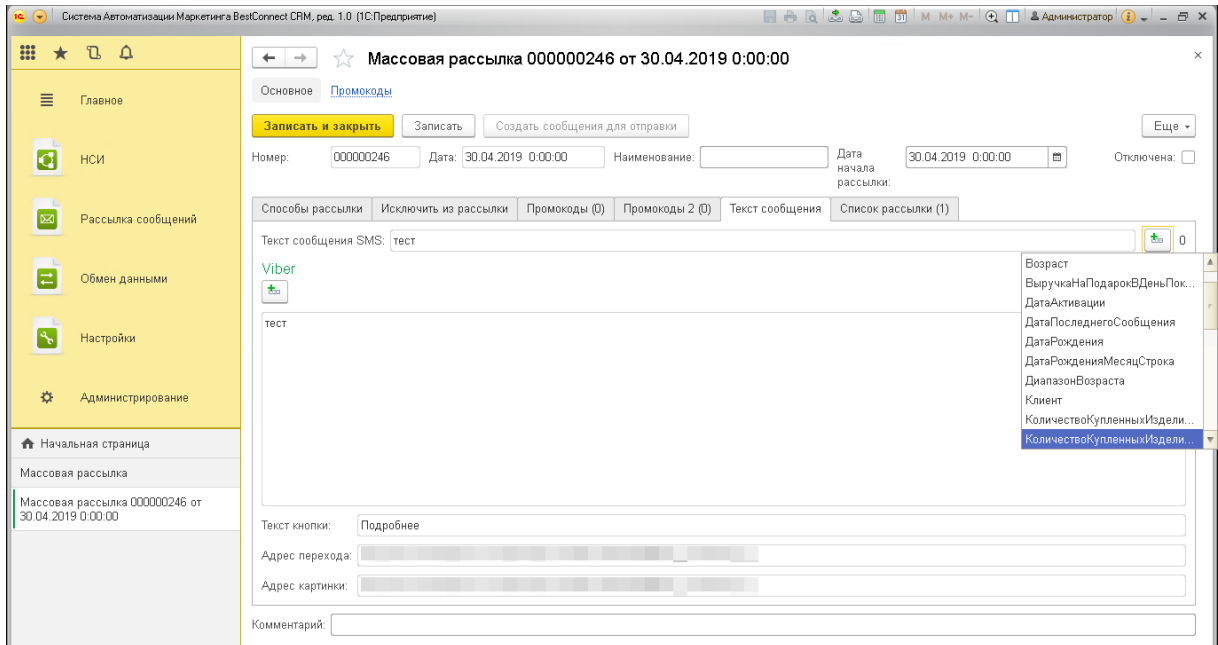 Система Автоматизации Маркетинга BestConnect CRM, ред. 1.0 (1С:Предприятие)
M M+ M- Администратор
Главное
НСИ
Рассылка сообщений
Обмен данными
Настройки
Администрирование
Начальная страница
Массовая рассылка
Массовая рассылка 000000246 от
30.04.2019 0:00:00
Массовая рассылка 000000246 от 30.04.2019 0:00:00
Основное Промокоды
Записать и закрыть Записать Создать сообщения для отправки Еще
Номер: 000000246 Дата: 30.04.2019 0:00:00 Наименование: Дата
начала
рассылки: 30.04.2019 0:00:00 Отключена:
Способы рассылки Исключить из рассылки Промокоды (0) Промокоды 2 (0) Текст сообщения Список рассылки (1)
Текст сообщения SMS: тест 0
Viber
тест
Возраст
ВыручкаНаПодарокВДеньПок...
ДатаАктивации
ДатаПоследнегоСообщения
ДатаРождения
ДатаРожденияМесяцСтрока
ДиапазонВозраста
Клиент
КоличествоКупленныхИздели...
КоличествоКупленныхИздели...
Текст кнопки: Подробнее
Адрес перехода:
Адрес картинки:
Комментарий: